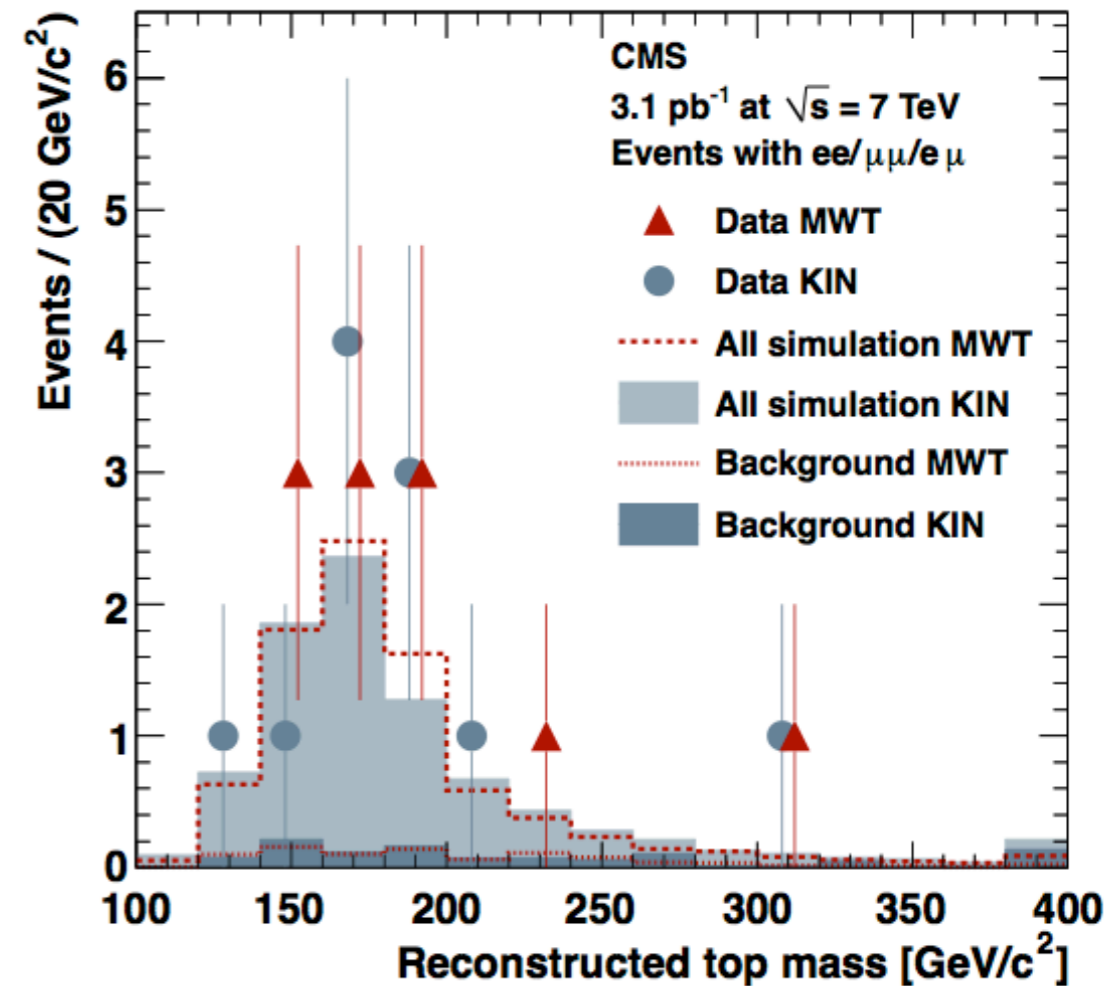 Events / (20 GeV/c²)
6
5
4
3
2
1
0
CMS
3.1 pb⁻¹ at √s = 7 TeV
Events with ee/μμ/e μ
Data MWT
Data KIN
All simulation MWT
All simulation KIN
Background MWT
Background KIN
100 150 200 250 300 350 400
Reconstructed top mass [GeV/c²]